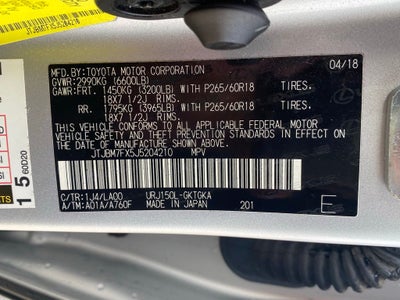 JTJBM7FX5J5204210
MFD.BY:TOYOTA MOTOR CORPORATION 04/18
GVWR:2990KG (6600LB)
GAWR:FRT. 1450KG (3200LB) WITH P265/60R18 TIRES.
18X7 1/2J RIMS.
RR. 1795KG (3965LB) WITH P265/60R18 TIRES.
18X7 1/2J RIMS.
THIS VEHICLE CONFORMS TO ALL APPLICABLE FEDERAL MOTOR
VEHICLE SAFETY AND THEFT PREVENTION STANDARDS IN EFFECT ON
THE DATE OF MANUFACTURE SHOWN ABOVE.
JTJBM7FX5J5204210 MPV
C/TR:1J4/LA00 URJ150L-GKTGKA
A/TM:A01A/A760F MADE IN JAPAN 201 E
15
60D20